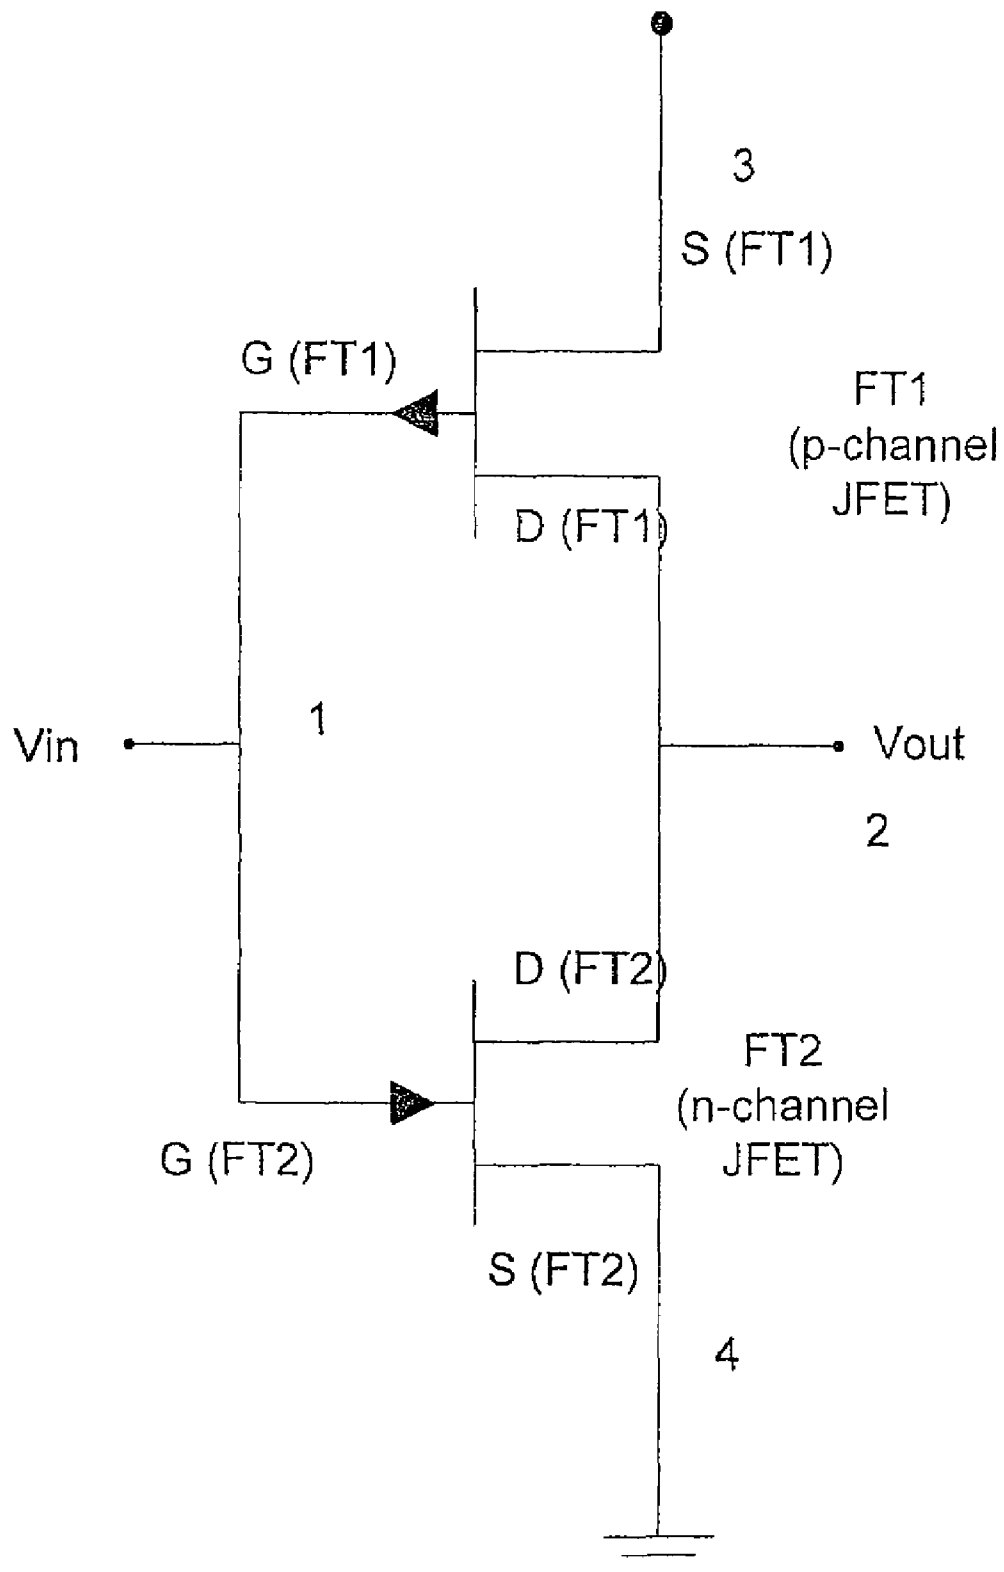 3
S (FT1)
G (FT1)
FT1
(p-channel
JFET)
D (FT1)
1
Vin
Vout
2
D (FT2)
FT2
(n-channel
JFET)
G (FT2)
S (FT2)
4